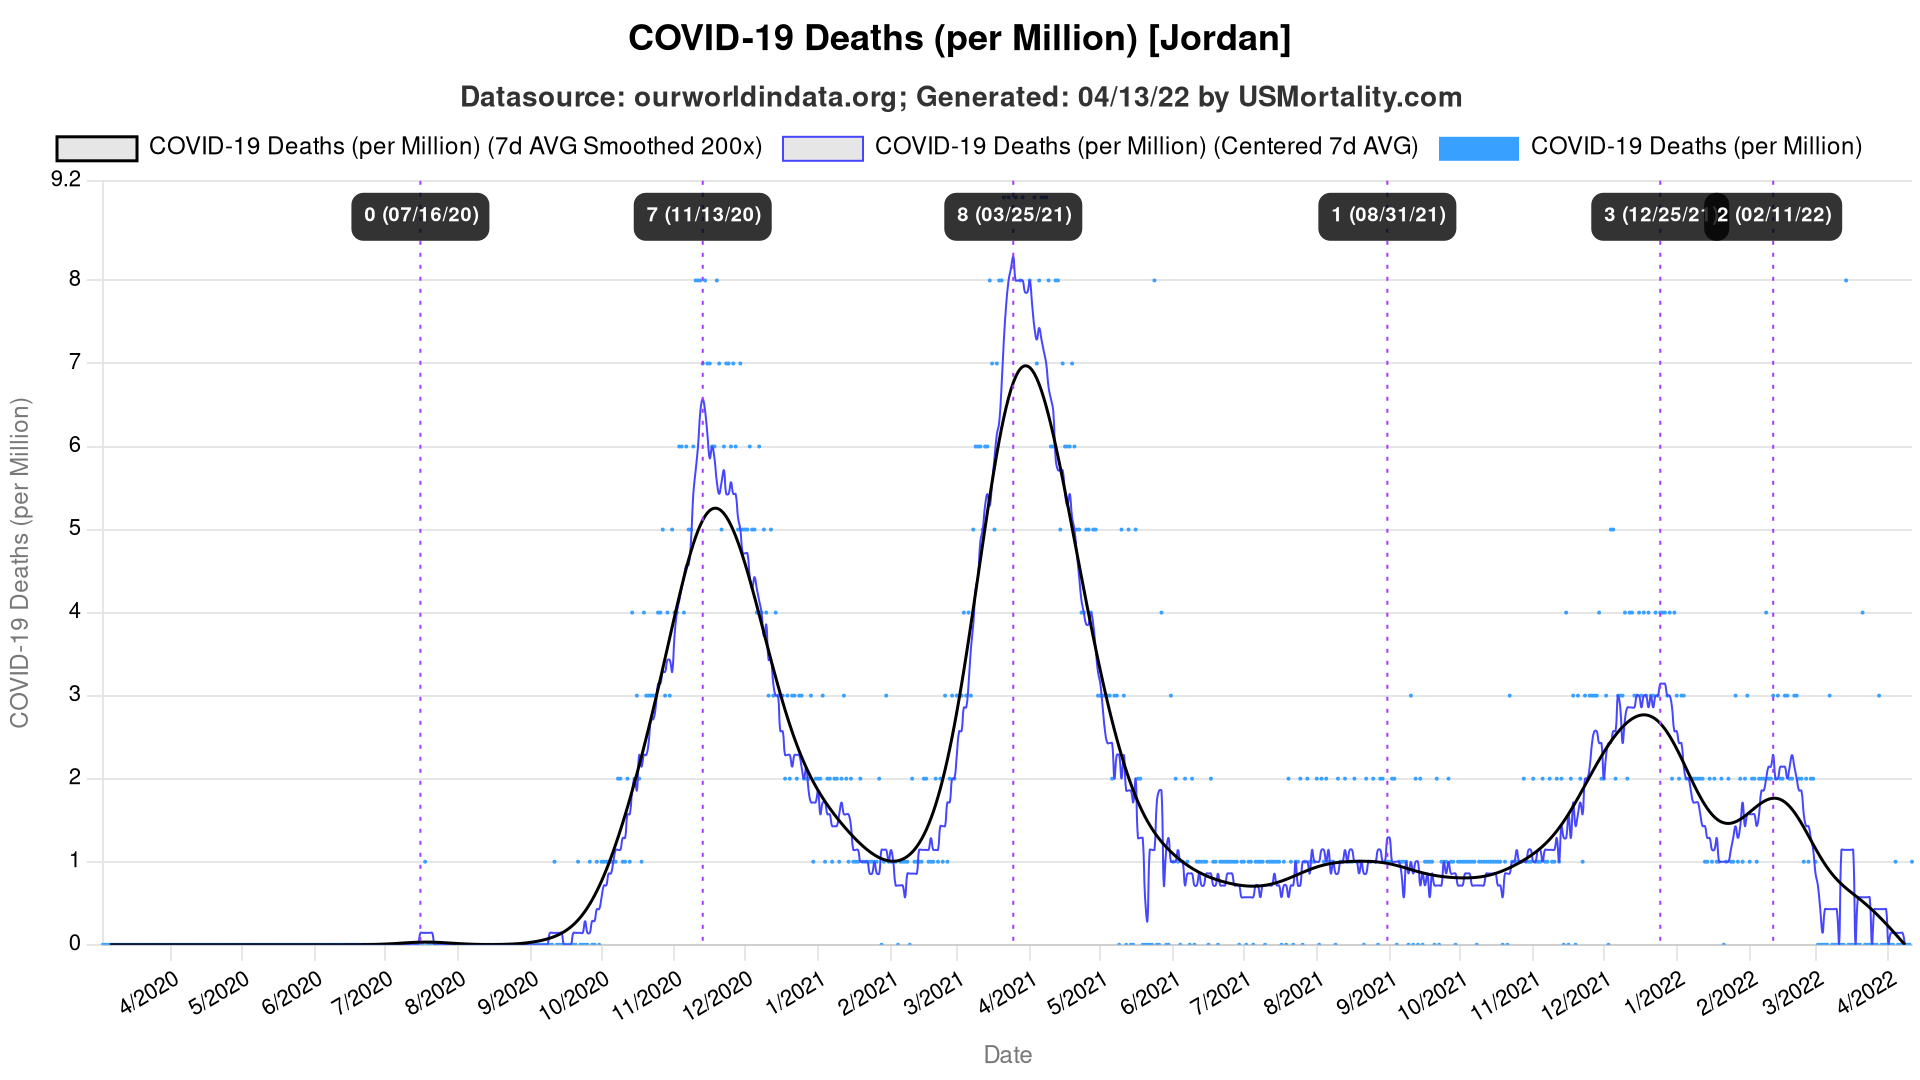 COVID-19 Deaths (per Million) [Jordan]
Datasource: ourworldindata.org; Generated: 04/13/22 by USMortality.com
COVID-19 Deaths (per Million) (7d AVG Smoothed 200x) COVID-19 Deaths (per Million) (Centered 7d AVG) COVID-19 Deaths (per Million)
9.2
0 (07/16/20) 7 (11/13/20) 8 (03/25/21) 1 (08/31/21) 3 (12/25/21 2 (02/11/22)
8
7
6
5
4
3
2
1
0
COVID-19 Deaths (per Million)
4/2020 5/2020 6/2020 7/2020 8/2020 9/2020 10/2020 11/2020 12/2020 1/2021 2/2021 3/2021 4/2021 5/2021 6/2021 7/2021 8/2021 9/2021 10/2021 11/2021 12/2021 1/2022 2/2022 3/2022 4/2022
Date